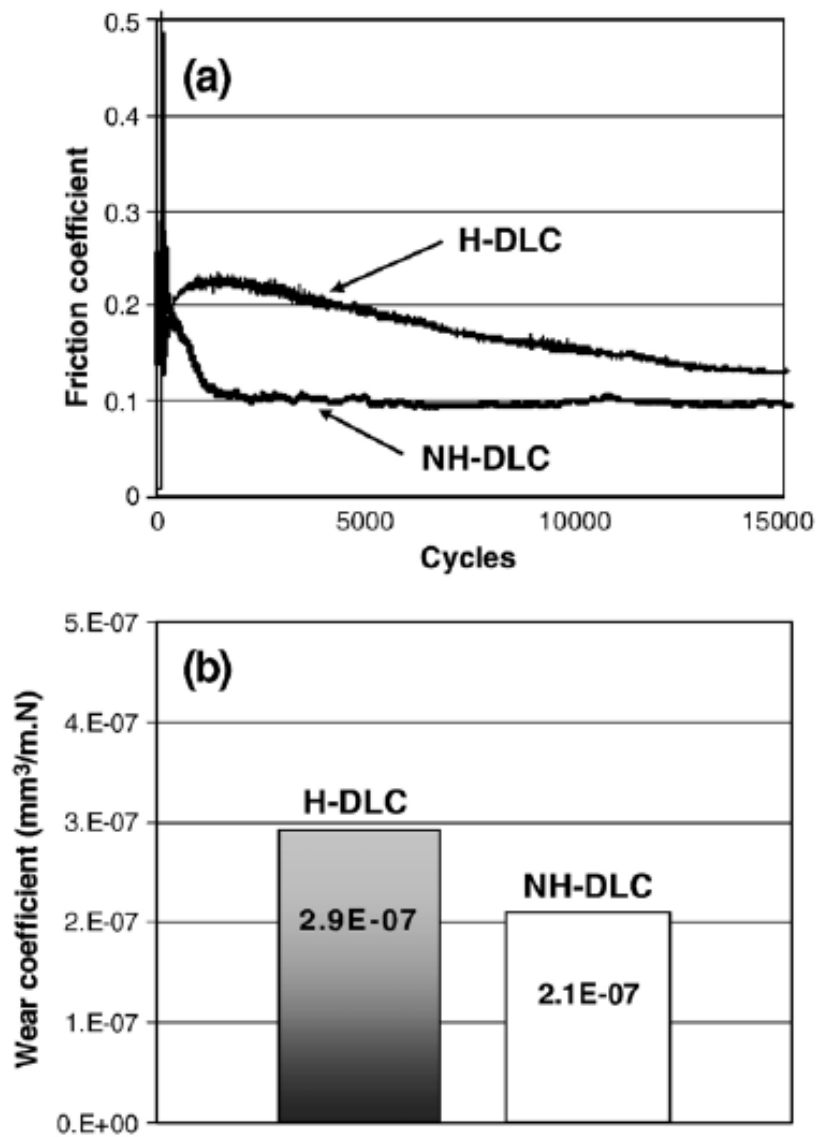 (a)
Friction coefficient
0.5
0.4
0.3
0.2
0.1
0
H-DLC
NH-DLC
0 5000 10000 15000
Cycles
(b)
Wear coefficient (mm³/m.N)
5.E-07
4.E-07
3.E-07
2.E-07
1.E-07
0.E+00
H-DLC
2.9E-07
NH-DLC
2.1E-07